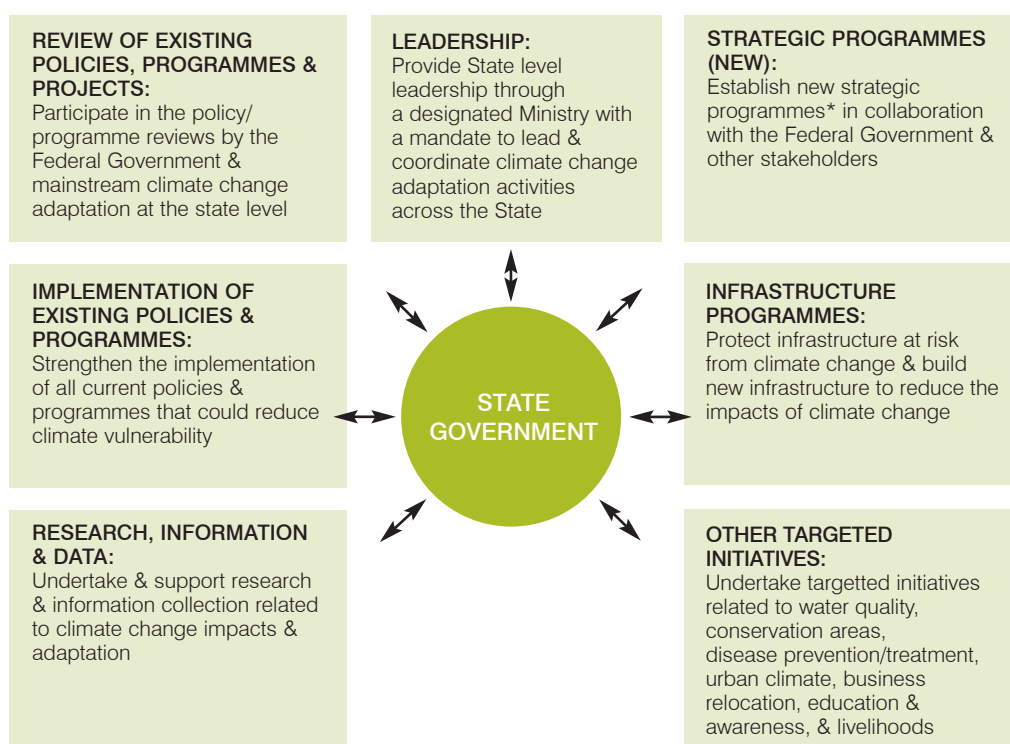 REVIEW OF EXISTING
POLICIES, PROGRAMMES &
PROJECTS:
Participate in the policy/
programme reviews by the
Federal Government &
mainstream climate change
adaptation at the state level
LEADERSHIP:
Provide State level
leadership through
a designated Ministry with
a mandate to lead &
coordinate climate change
adaptation activities
across the State
STRATEGIC PROGRAMMES
(NEW):
Establish new strategic
programmes* in collaboration
with the Federal Government &
other stakeholders
IMPLEMENTATION OF
EXISTING POLICIES &
PROGRAMMES:
Strengthen the implementation
of all current policies &
programmes that could reduce
climate vulnerability
STATE
GOVERNMENT
INFRASTRUCTURE
PROGRAMMES:
Protect infrastructure at risk
from climate change & build
new infrastructure to reduce the
impacts of climate change
RESEARCH, INFORMATION
& DATA:
Undertake & support research
& information collection related
to climate change impacts &
adaptation
OTHER TARGETED
INITIATIVES:
Undertake targetted initiatives
related to water quality,
conservation areas,
disease prevention/treatment,
urban climate, business
relocation, education &
awareness, & livelihoods